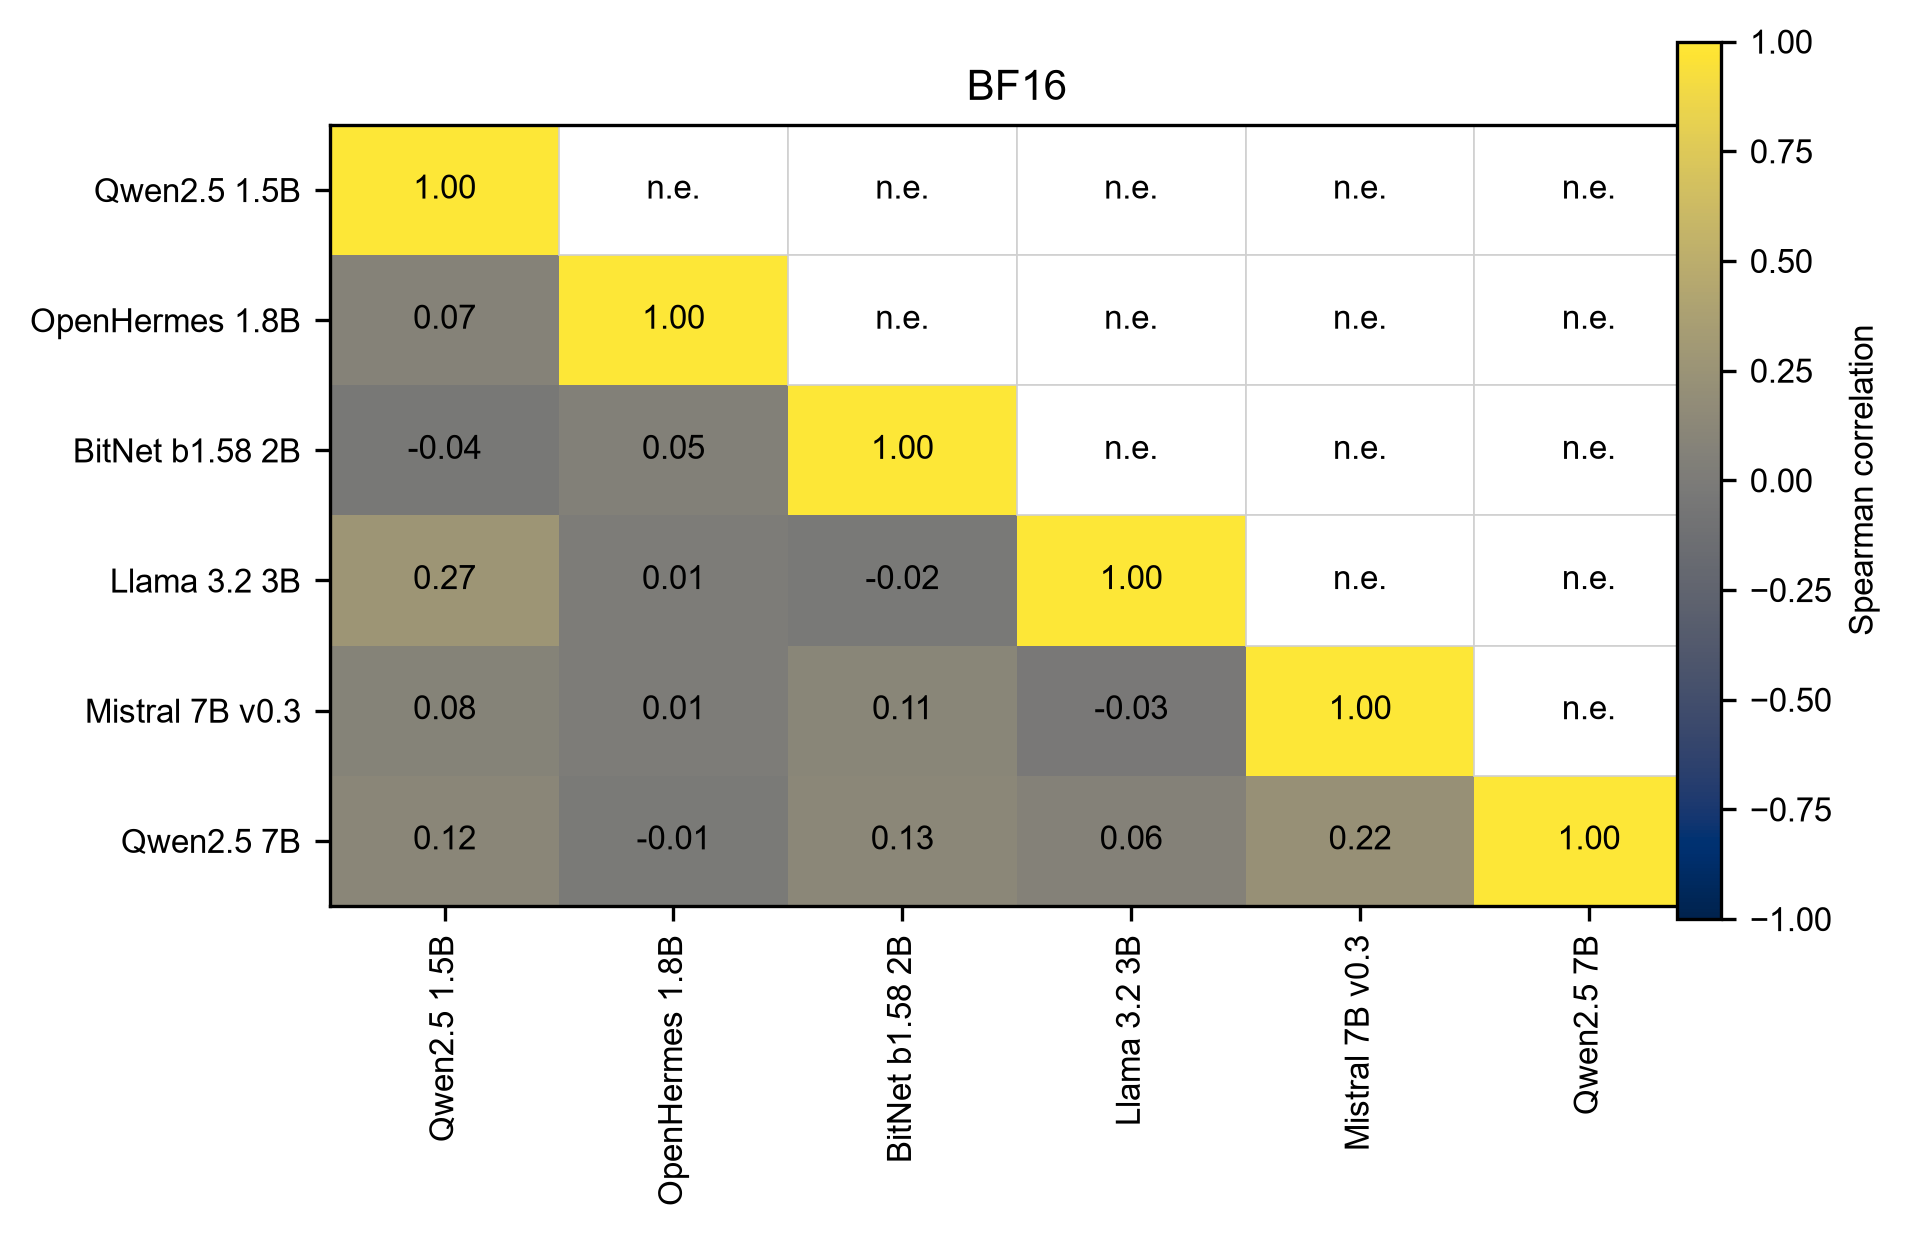 BF16
Qwen2.5 1.5B 1.00 n.e. n.e. n.e. n.e. n.e.
OpenHermes 1.8B 0.07 1.00 n.e. n.e. n.e. n.e.
BitNet b1.58 2B -0.04 0.05 1.00 n.e. n.e. n.e.
Llama 3.2 3B 0.27 0.01 -0.02 1.00 n.e. n.e.
Mistral 7B v0.3 0.08 0.01 0.11 -0.03 1.00 n.e.
Qwen2.5 7B 0.12 -0.01 0.13 0.06 0.22 1.00
Qwen2.5 1.5B
OpenHermes 1.8B
BitNet b1.58 2B
Llama 3.2 3B
Mistral 7B v0.3
Qwen2.5 7B
1.00
0.75
0.50
0.25
0.00
−0.25
−0.50
−0.75
−1.00
Spearman correlation